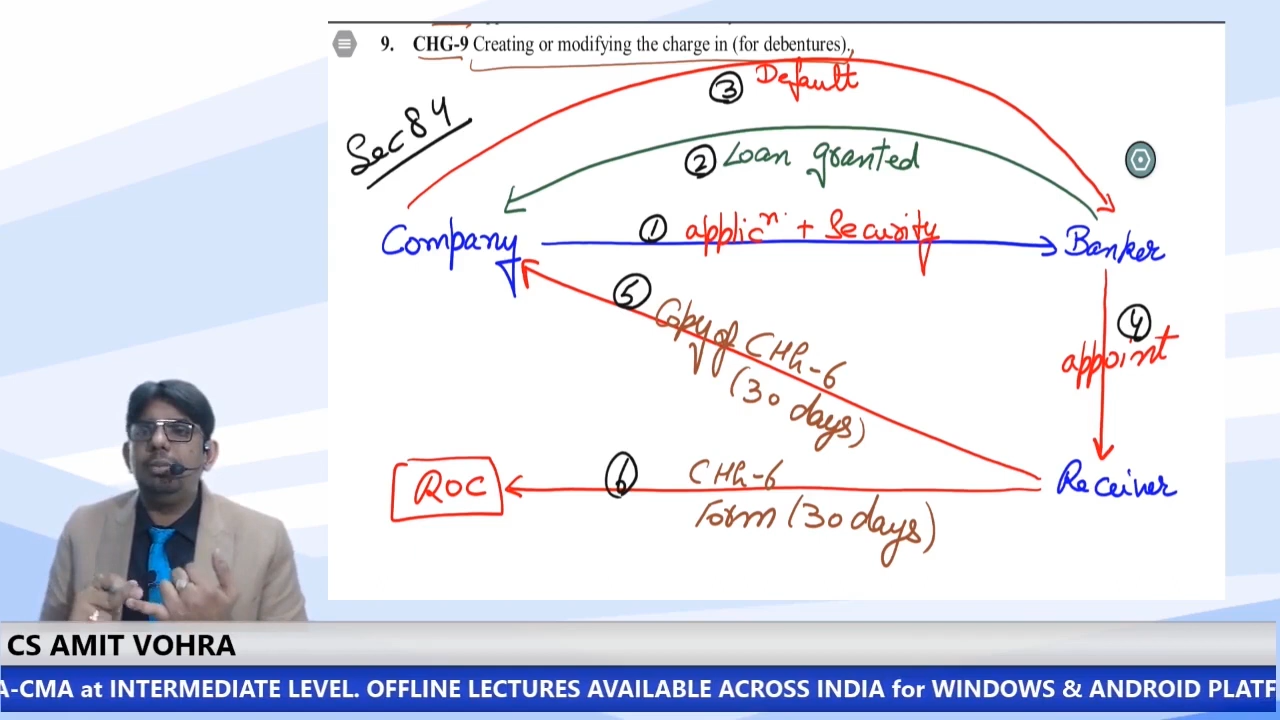 9. CHG-9 Creating or modifying the charge in (for debentures).
③ Default
Sec 84
② Loan granted
① applicⁿ. + Security
Company
Banker
⑤ Copy of CHG-6
(30 days)
④
appoint
⑥ CHG-6
Form (30 days)
ROC
Receiver
CS AMIT VOHRA
A-CMA at INTERMEDIATE LEVEL. OFFLINE LECTURES AVAILABLE ACROSS INDIA for WINDOWS & ANDROID PLATF